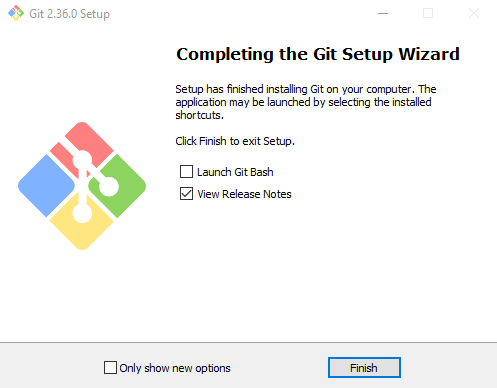 Git 2.36.0 Setup
Completing the Git Setup Wizard
Setup has finished installing Git on your computer. The
application may be launched by selecting the installed
shortcuts.
Click Finish to exit Setup.
Launch Git Bash
View Release Notes
Only show new options
Finish